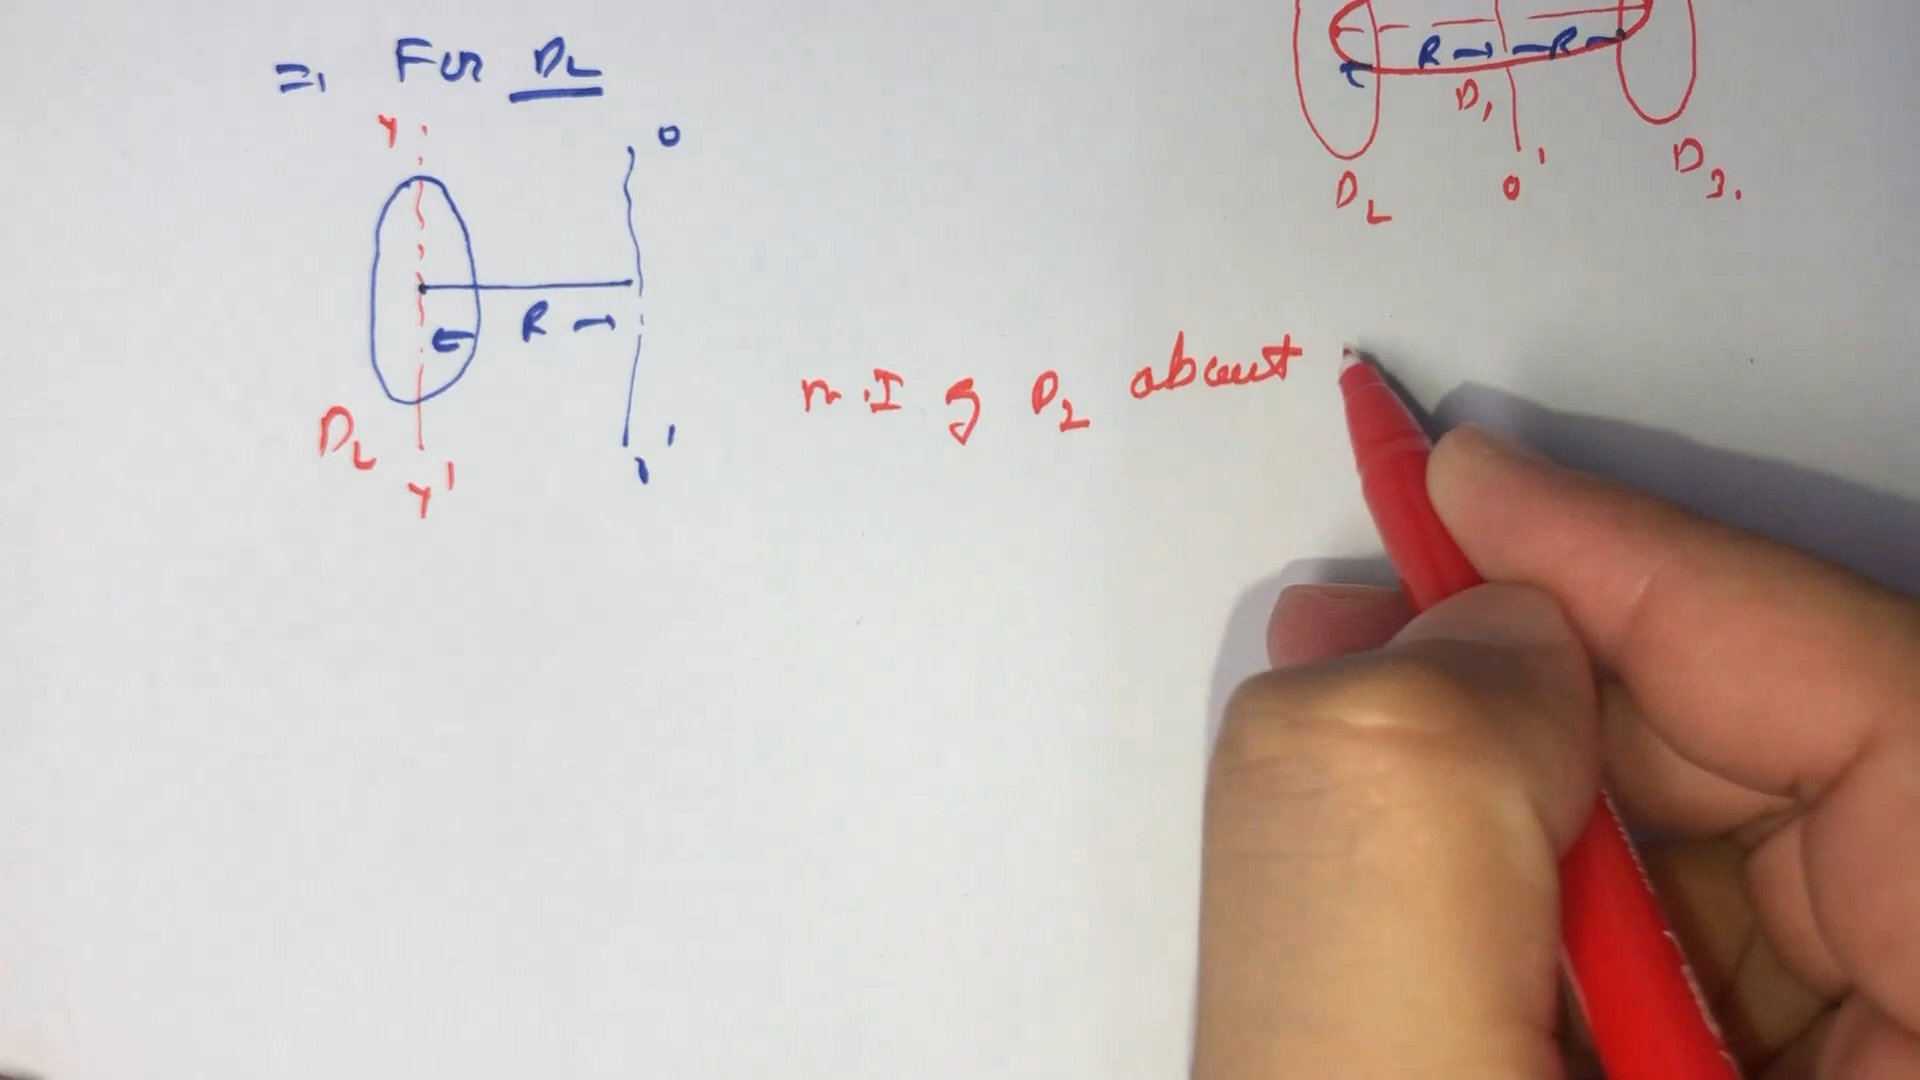 =, For D2
R R
D1
D2 O' D3.
Y O
R
D2
Y'
m.I of D2 about